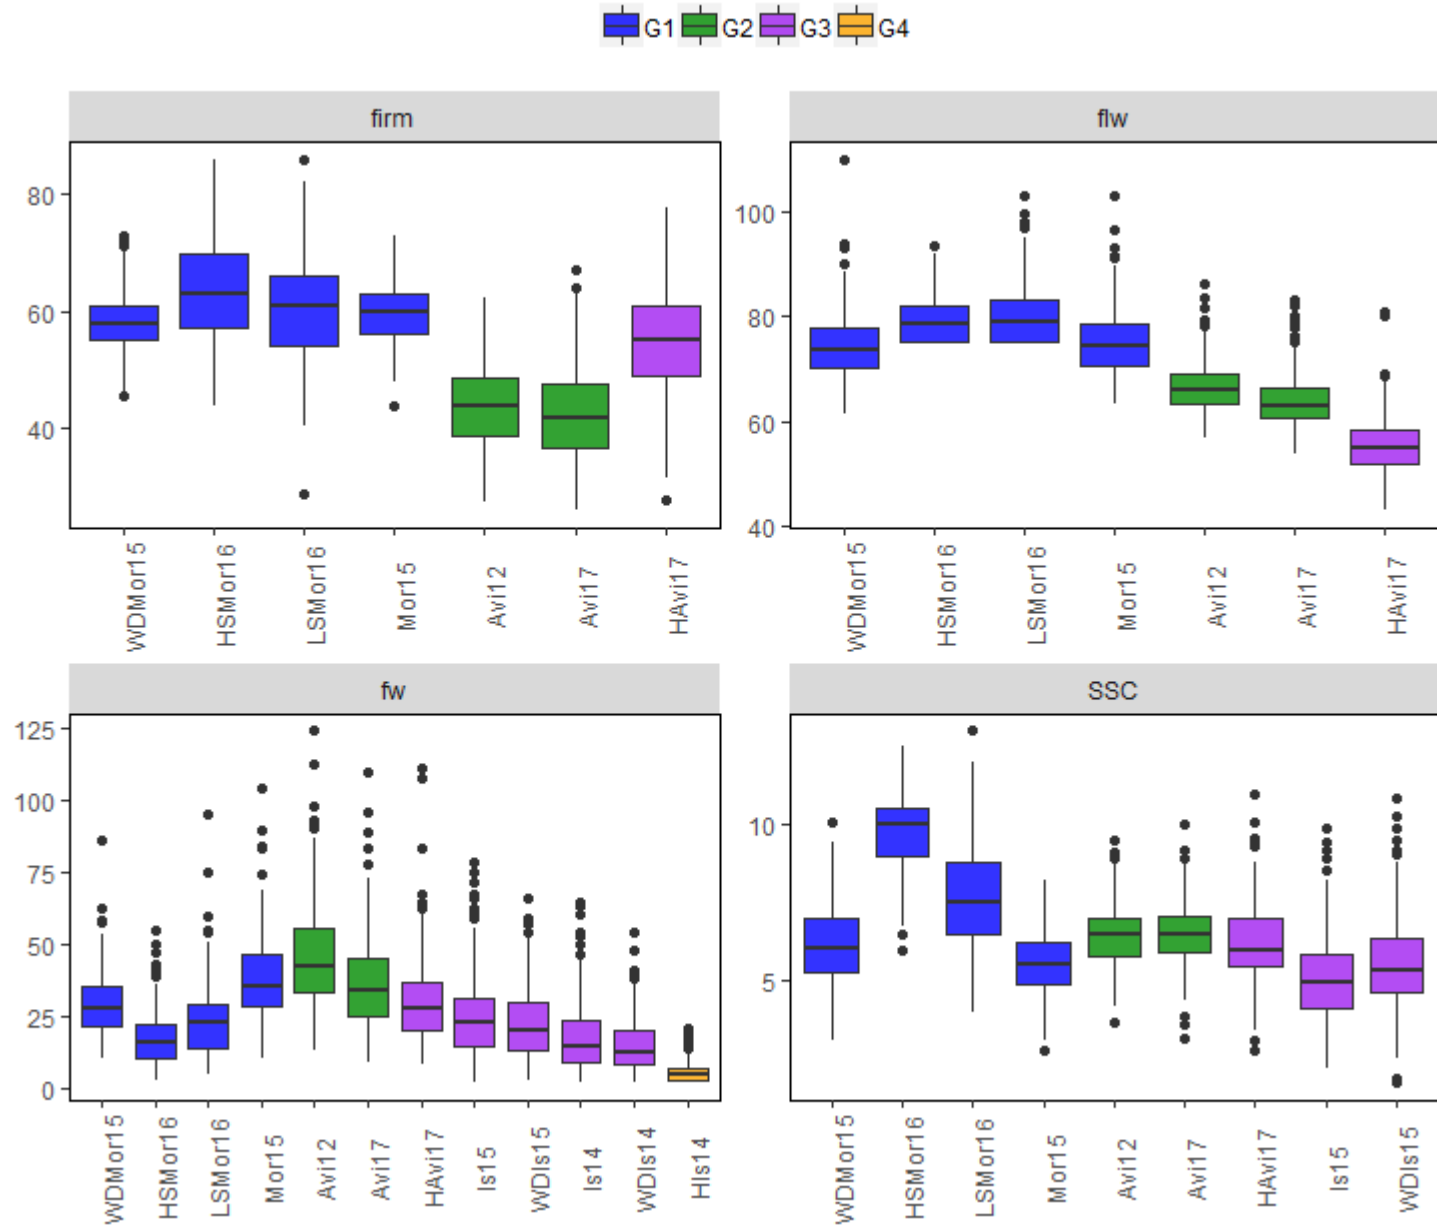 G1 G2 G3 G4
firm
80
60
40
WDMor15 HSMor16 LSMor16 Mor15 Avi12 Avi17 HAvi17
flw
100
80
60
40
WDMor15 HSMor16 LSMor16 Mor15 Avi12 Avi17 HAvi17
fw
125
100
75
50
25
0
WDMor15 HSMor16 LSMor16 Mor15 Avi12 Avi17 HAvi17 Is15 WDIs15 Is14 WDIs14 HIs14
SSC
10
5
WDMor15 HSMor16 LSMor16 Mor15 Avi12 Avi17 HAvi17 Is15 WDIs15